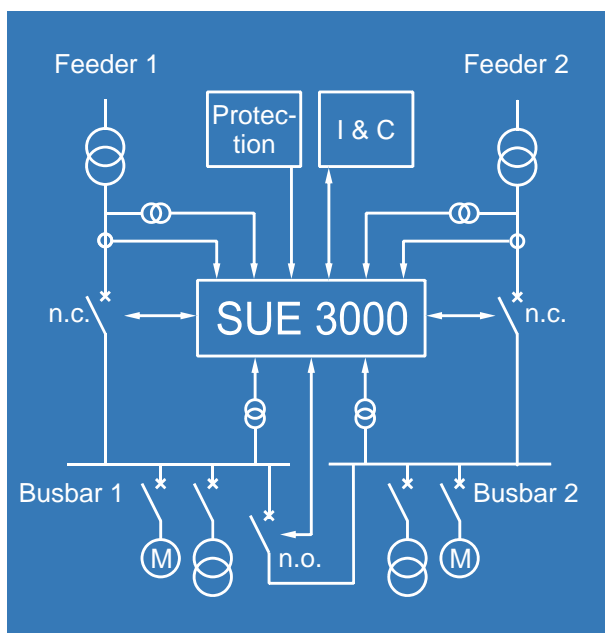 Feeder 1
Feeder 2
Protec-
tion
I & C
n.c.
SUE 3000
n.c.
Busbar 1
Busbar 2
M
n.o.
M